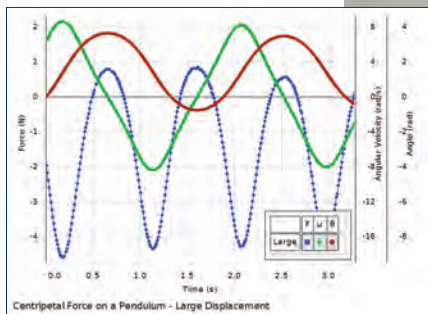 2 8 4
1 4 2
0 0 0
-1 -4 -2
-2 -8 -4
-3 -12 -6
-4 -16 -8
Force (N)
Angular Velocity (rad/s)
Angle (rad)
F ω θ
Large
0.0 0.5 1.0 1.5 2.0 2.5 3.0
Time (s)
Centripetal Force on a Pendulum - Large Displacement